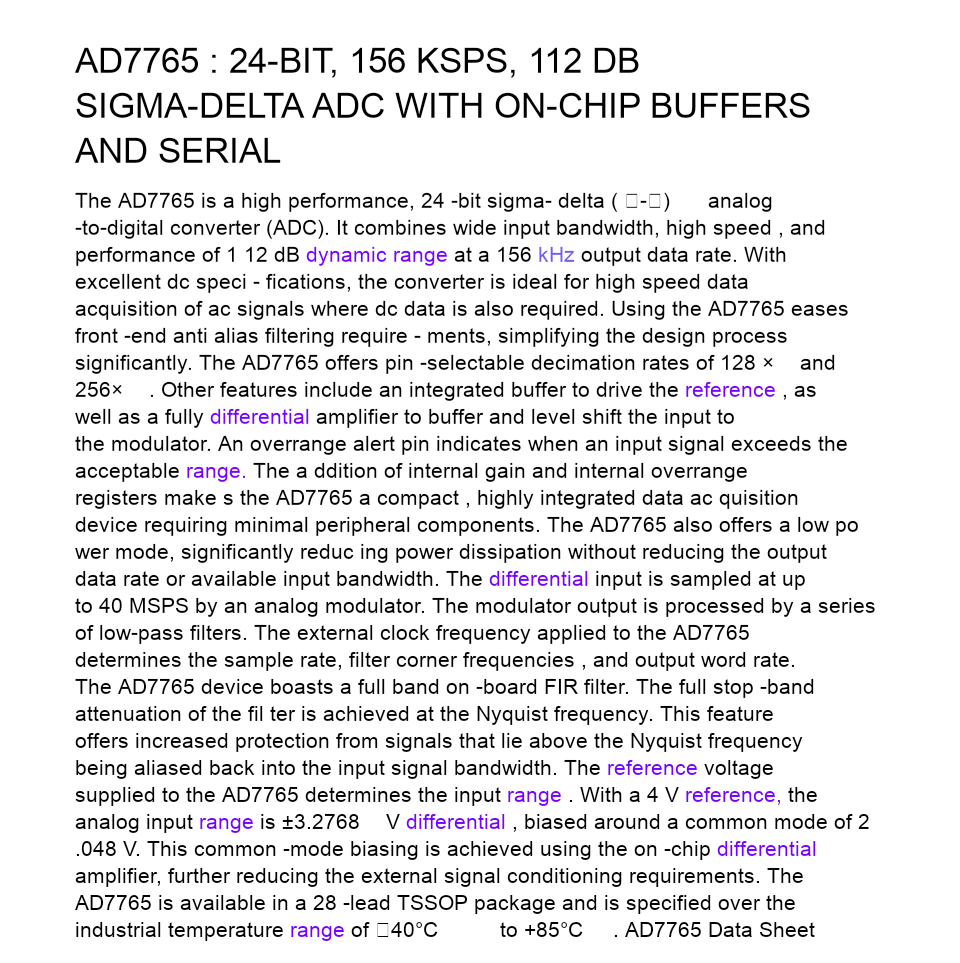 AD7765 : 24-BIT, 156 KSPS, 112 DB
SIGMA-DELTA ADC WITH ON-CHIP BUFFERS
AND SERIAL
The AD7765 is a high performance, 24 -bit sigma- delta ( □-□) analog
-to-digital converter (ADC). It combines wide input bandwidth, high speed , and
performance of 1 12 dB dynamic range at a 156 kHz output data rate. With
excellent dc speci - fications, the converter is ideal for high speed data
acquisition of ac signals where dc data is also required. Using the AD7765 eases
front -end anti alias filtering require - ments, simplifying the design process
significantly. The AD7765 offers pin -selectable decimation rates of 128 × and
256× . Other features include an integrated buffer to drive the reference , as
well as a fully differential amplifier to buffer and level shift the input to
the modulator. An overrange alert pin indicates when an input signal exceeds the
acceptable range. The a ddition of internal gain and internal overrange
registers make s the AD7765 a compact , highly integrated data ac quisition
device requiring minimal peripheral components. The AD7765 also offers a low po
wer mode, significantly reduc ing power dissipation without reducing the output
data rate or available input bandwidth. The differential input is sampled at up
to 40 MSPS by an analog modulator. The modulator output is processed by a series
of low-pass filters. The external clock frequency applied to the AD7765
determines the sample rate, filter corner frequencies , and output word rate.
The AD7765 device boasts a full band on -board FIR filter. The full stop -band
attenuation of the fil ter is achieved at the Nyquist frequency. This feature
offers increased protection from signals that lie above the Nyquist frequency
being aliased back into the input signal bandwidth. The reference voltage
supplied to the AD7765 determines the input range . With a 4 V reference, the
analog input range is ±3.2768 V differential , biased around a common mode of 2
.048 V. This common -mode biasing is achieved using the on -chip differential
amplifier, further reducing the external signal conditioning requirements. The
AD7765 is available in a 28 -lead TSSOP package and is specified over the
industrial temperature range of □40°C to +85°C . AD7765 Data Sheet